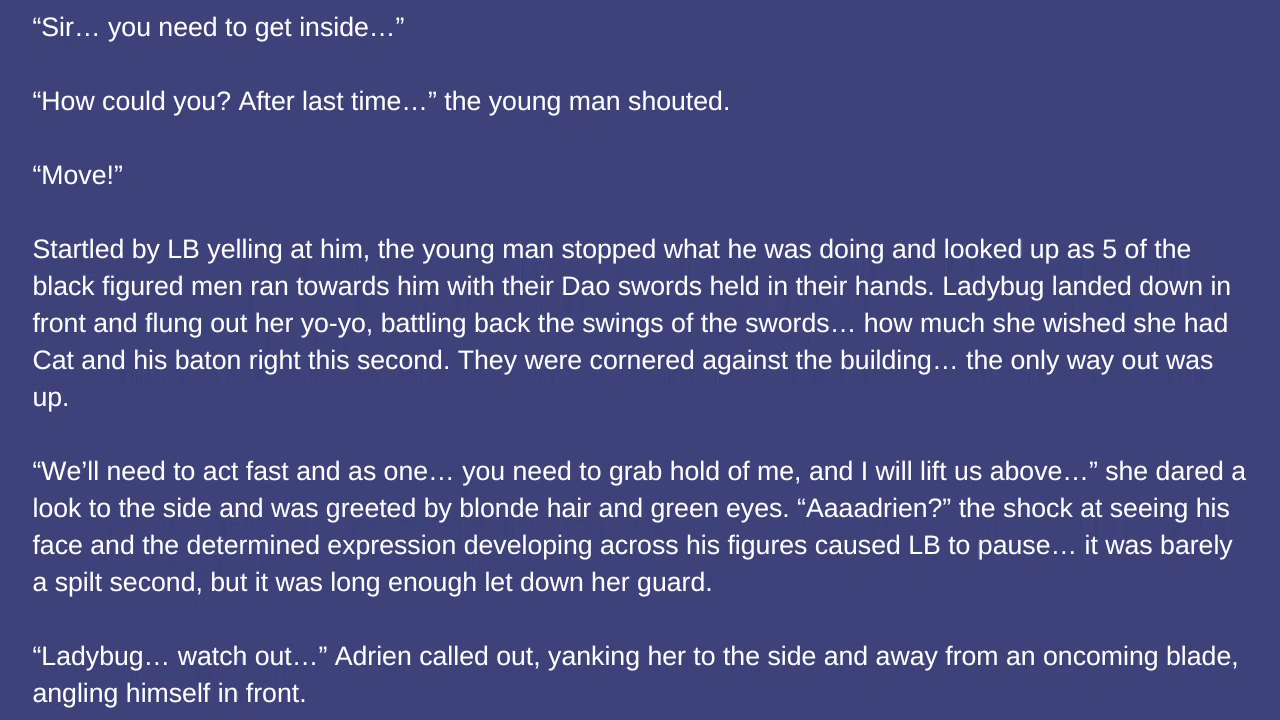 “Sir… you need to get inside…”
“How could you? After last time…” the young man shouted.
“Move!”
Startled by LB yelling at him, the young man stopped what he was doing and looked up as 5 of the
black figured men ran towards him with their Dao swords held in their hands. Ladybug landed down in
front and flung out her yo-yo, battling back the swings of the swords… how much she wished she had
Cat and his baton right this second. They were cornered against the building… the only way out was
up.
“We’ll need to act fast and as one… you need to grab hold of me, and I will lift us above…” she dared a
look to the side and was greeted by blonde hair and green eyes. “Aaaadrien?” the shock at seeing his
face and the determined expression developing across his figures caused LB to pause… it was barely
a spilt second, but it was long enough let down her guard.
“Ladybug… watch out…” Adrien called out, yanking her to the side and away from an oncoming blade,
angling himself in front.